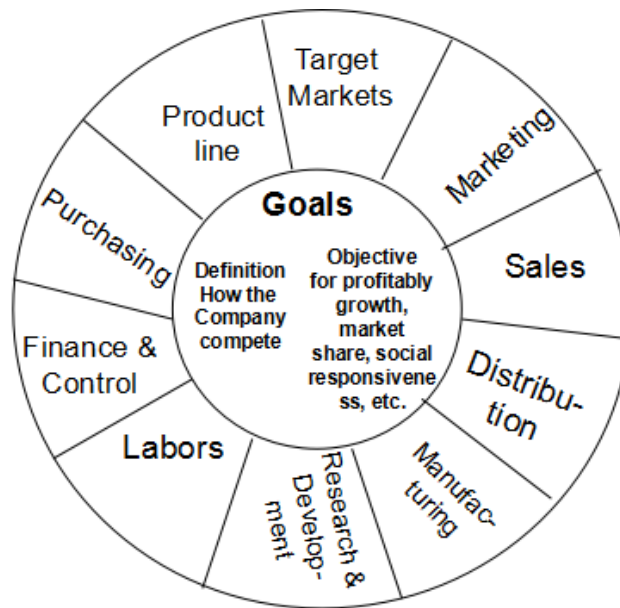 Target
Markets
Marketing
Sales
Distribu-
tion
Manufac-
turing
Research &
Develop-
ment
Labors
Finance &
Control
Purchasing
Product
line
Goals
Definition
How the
Company
compete
Objective
for profitably
growth,
market
share, social
responsivene
ss, etc.